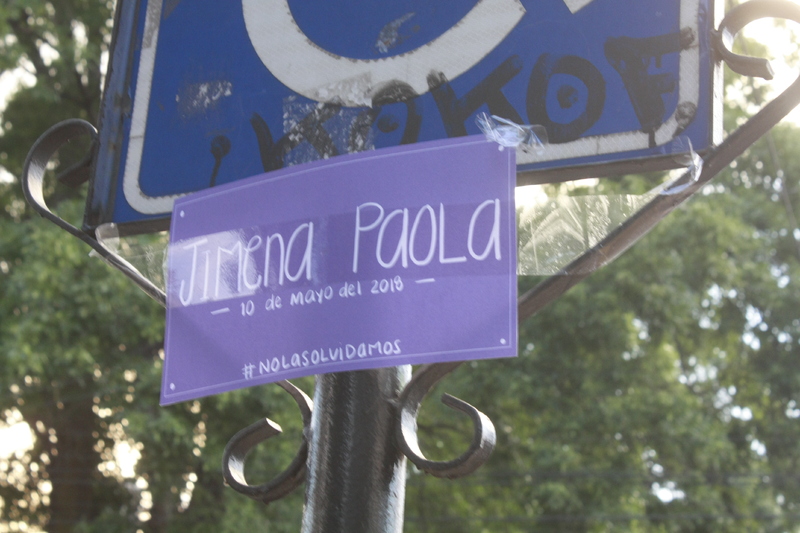 Jimena Paola
— 10 de mayo del 2018 —
#NOLASOLVIDAMOS